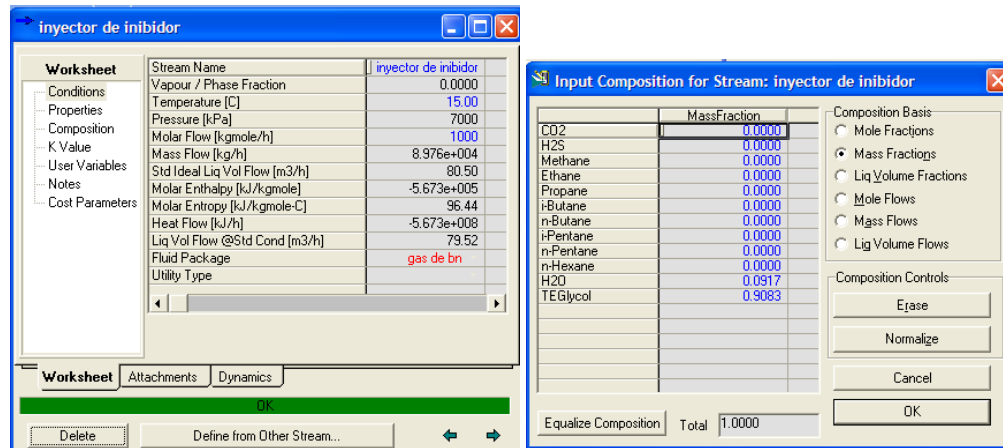 inyector de inibidor
Worksheet
Conditions
Properties
Composition
K Value
User Variables
Notes
Cost Parameters
Stream Name inyector de inibidor
Vapour / Phase Fraction 0.0000
Temperature [C] 15.00
Pressure [kPa] 7000
Molar Flow [kgmole/h] 1000
Mass Flow [kg/h] 8.976e+004
Std Ideal Liq Vol Flow [m3/h] 80.50
Molar Enthalpy [kJ/kgmole] -5.673e+005
Molar Entropy [kJ/kgmole-C] 96.44
Heat Flow [kJ/h] -5.673e+008
Liq Vol Flow @Std Cond [m3/h] 79.52
Fluid Package gas de bn
Utility Type
Worksheet Attachments Dynamics
OK
Delete Define from Other Stream...
Input Composition for Stream: inyector de inibidor
MassFraction
CO2 0.0000
H2S 0.0000
Methane 0.0000
Ethane 0.0000
Propane 0.0000
i-Butane 0.0000
n-Butane 0.0000
i-Pentane 0.0000
n-Pentane 0.0000
n-Hexane 0.0000
H2O 0.0917
TEGlycol 0.9083
Equalize Composition Total 1.0000
Composition Basis
Mole Fractions
Mass Fractions
Liq Volume Fractions
Mole Flows
Mass Flows
Liq Volume Flows
Composition Controls
Erase
Normalize
Cancel
OK